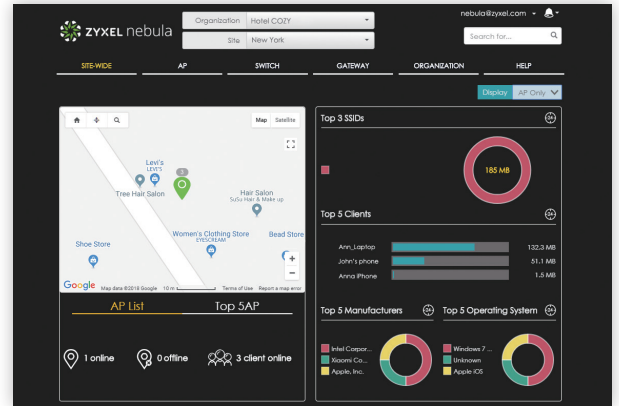 nebula@zyxel.com
ZYXEL nebula
Organization Hotel COZY
Site New York
Search for...
SITE-WIDE AP SWITCH GATEWAY ORGANIZATION HELP
Display AP Only
Map Satellite
Levi's
LEVI'S
3
Tree Hair Salon
Hair Salon
SuSu Hair & Make up
Women's Clothing Store
EYESCREAM
Bead Store
Shoe Store
+
−
Google Map data ©2018 Google 10 m Terms of Use Report a map error
AP List Top 5AP
1 online 0 offline 3 client online
Top 3 SSIDs
185 MB
Top 5 Clients
Ann_Laptop 132.3 MB
John's phone 51.1 MB
Anna iPhone 1.5 MB
Top 5 Manufacturers Top 5 Operating System
Intel Corpor...
Xiaomi Co...
Apple, Inc.
Windows 7 ...
Unknown
Apple iOS